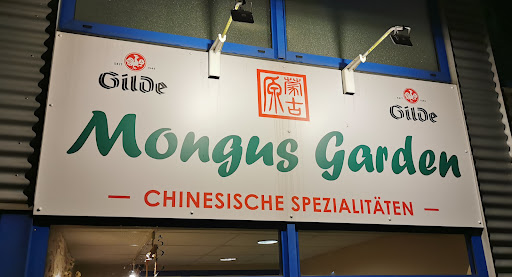 Gilde
蒙古原
Gilde
Mongus Garden
— CHINESISCHE SPEZIALITÄTEN —